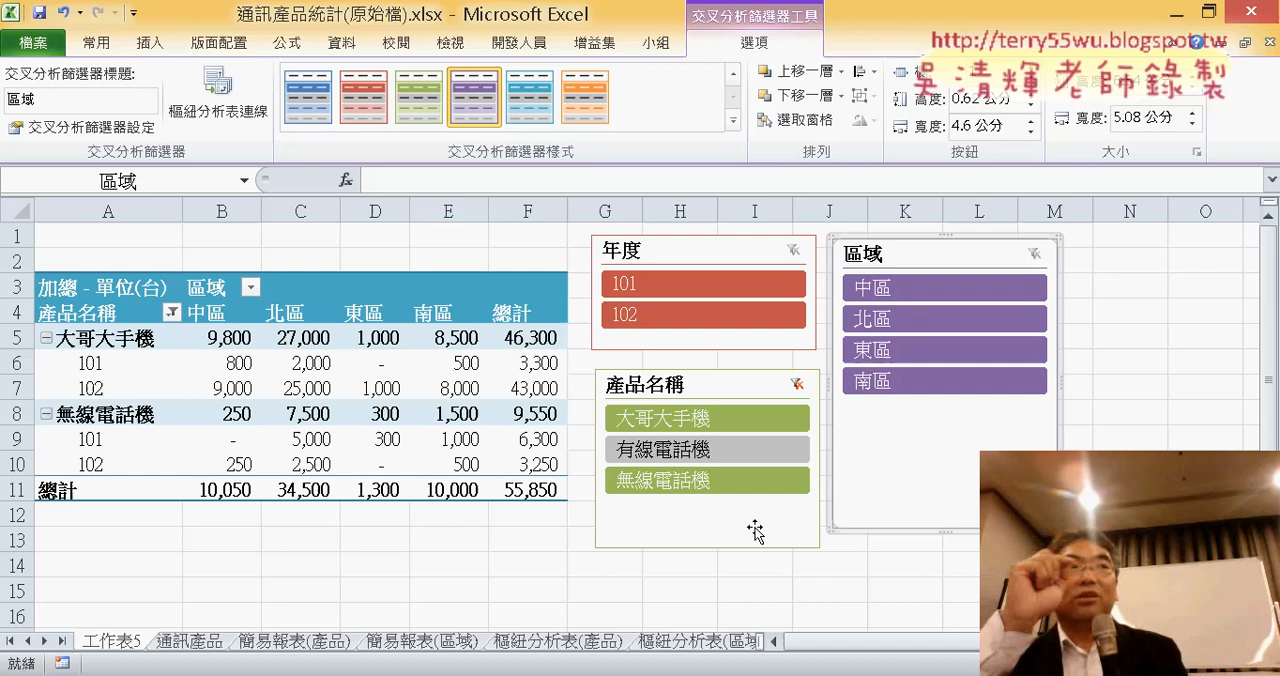 通訊產品統計(原始檔).xlsx - Microsoft Excel
交叉分析篩選器工具
檔案 常用 插入 版面配置 公式 資料 校閱 檢視 開發人員 增益集 小組 選項
http://terry55wu.blogspot.tw
吳清輝老師錄製
交叉分析篩選器標題:
區域
交叉分析篩選器設定
樞紐分析表連線
交叉分析篩選器
交叉分析篩選器樣式
上移一層
下移一層
選取窗格
排列
高度: 0.62 公分
寬度: 4.6 公分
按鈕
寬度: 5.08 公分
大小
區域 fx
A B C D E F G H I J K L M N O
1
2
3 加總 - 單位(台) 區域
4 產品名稱 中區 北區 東區 南區 總計
5 大哥大手機 9,800 27,000 1,000 8,500 46,300
6 101 800 2,000 - 500 3,300
7 102 9,000 25,000 1,000 8,000 43,000
8 無線電話機 250 7,500 300 1,500 9,550
9 101 - 5,000 300 1,000 6,300
10 102 250 2,500 - 500 3,250
11 總計 10,050 34,500 1,300 10,000 55,850
12
13
14
15
16
年度
101
102
產品名稱
大哥大手機
有線電話機
無線電話機
區域
中區
北區
東區
南區
工作表5 通訊產品 簡易報表(產品) 簡易報表(區域) 樞紐分析表(產品) 樞紐分析表(區域
就緒